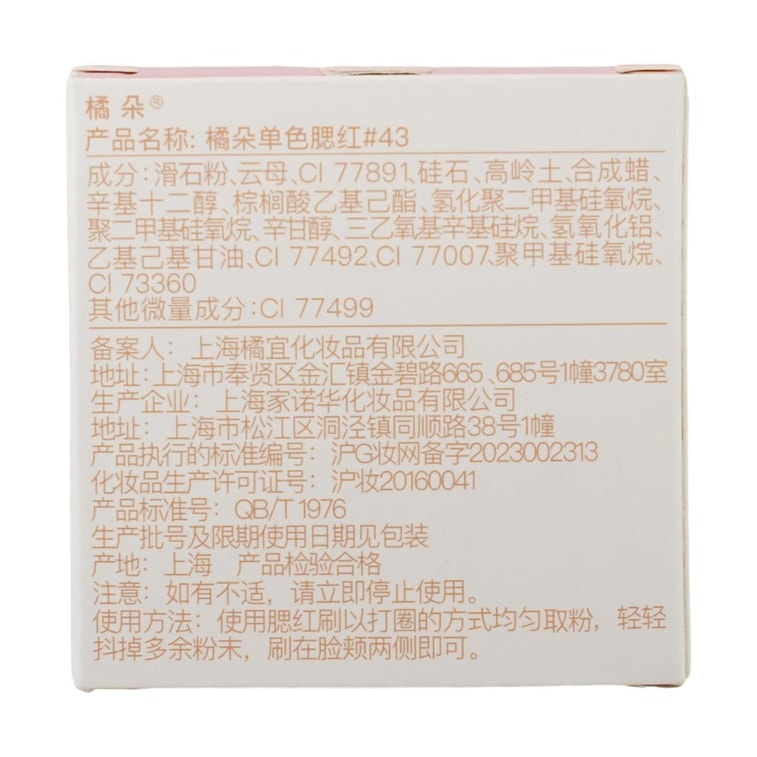 橘朵®
产品名称: 橘朵单色腮红#43
成分: 滑石粉、云母、CI 77891、硅石、高岭土、合成蜡、
辛基十二醇、棕榈酸乙基己酯、氢化聚二甲基硅氧烷、
聚二甲基硅氧烷、辛甘醇、三乙氧基辛基硅烷、氢氧化铝、
乙基己基甘油、CI 77492、CI 77007、聚甲基硅氧烷、
CI 73360
其他微量成分: CI 77499
备案人: 上海橘宜化妆品有限公司
地址: 上海市奉贤区金汇镇金碧路665、685号1幢3780室
生产企业: 上海家诺华化妆品有限公司
地址: 上海市松江区洞泾镇同顺路38号1幢
产品执行的标准编号: 沪G妆网备字2023002313
化妆品生产许可证号: 沪妆20160041
产品标准号: QB/T 1976
生产批号及限期使用日期见包装
产地: 上海 产品检验合格
注意: 如有不适, 请立即停止使用。
使用方法: 使用腮红刷以打圈的方式均匀取粉, 轻轻
抖掉多余粉末, 刷在脸颊两侧即可。